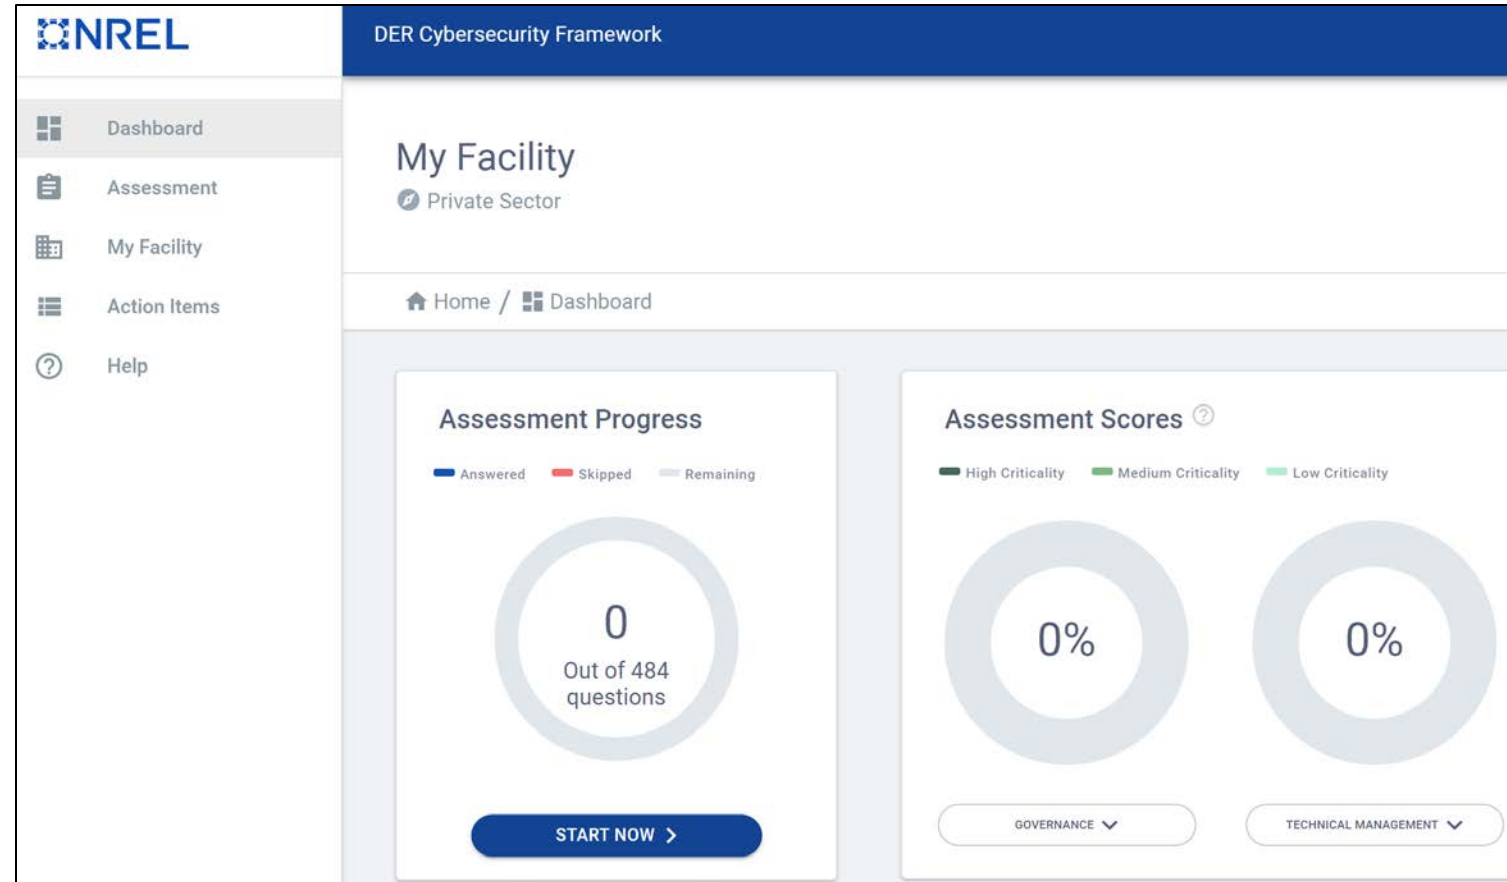 NREL
DER Cybersecurity Framework
Dashboard
Assessment
My Facility
Action Items
Help
My Facility
Private Sector
Home / Dashboard
Assessment Progress
Answered Skipped Remaining
0
Out of 484
questions
START NOW
Assessment Scores ?
High Criticality Medium Criticality Low Criticality
0% 0%
GOVERNANCE TECHNICAL MANAGEMENT